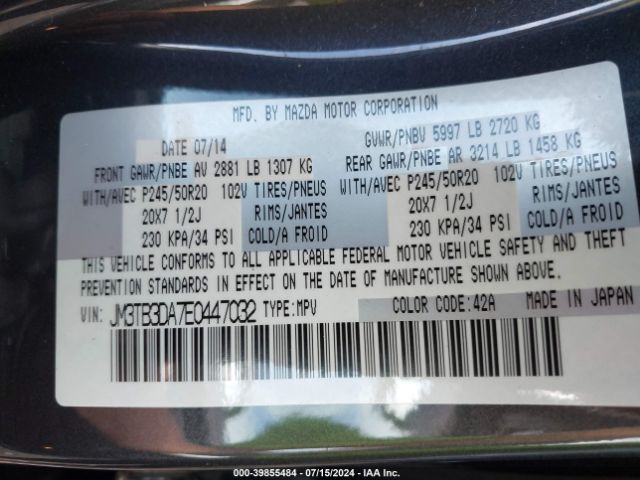 MFD. BY MAZDA MOTOR CORPORATION
DATE 07/14 GVWR/PNBV 5997 LB 2720 KG
FRONT GAWR/PNBE AV 2881 LB 1307 KG REAR GAWR/PNBE AR 3214 LB 1458 KG
WITH/AVEC P245/50R20 102V TIRES/PNEUS WITH/AVEC P245/50R20 102V TIRES/PNEUS
20X7 1/2J RIMS/JANTES 20X7 1/2J RIMS/JANTES
230 KPA/34 PSI COLD/A FROID 230 KPA/34 PSI COLD/A FROID
THIS VEHICLE CONFORMS TO ALL APPLICABLE FEDERAL MOTOR VEHICLE SAFETY AND THEFT
PREVENTION STANDARDS IN EFFECT ON THE DATE OF MANUFACTURE SHOWN ABOVE.
VIN: JM3TB3DA7E0447032 TYPE:MPV COLOR CODE:42A MADE IN JAPAN
000-39855484 - 07/15/2024 - IAA Inc.